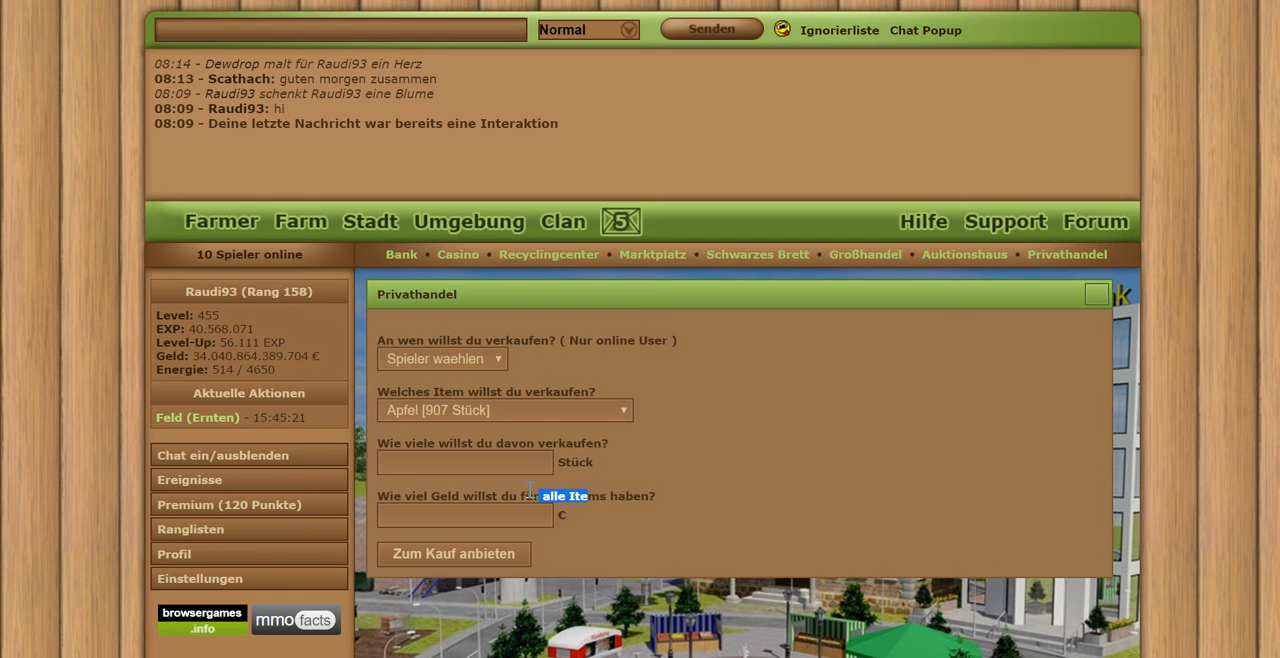 Normal Senden Ignorierliste Chat Popup
08:14 - Dewdrop malt für Raudi93 ein Herz
08:13 - Scathach: guten morgen zusammen
08:09 - Raudi93 schenkt Raudi93 eine Blume
08:09 - Raudi93: hi
08:09 - Deine letzte Nachricht war bereits eine Interaktion
Farmer Farm Stadt Umgebung Clan 5 Hilfe Support Forum
10 Spieler online
Bank • Casino • Recyclingcenter • Marktplatz • Schwarzes Brett • Großhandel • Auktionshaus • Privathandel
Raudi93 (Rang 158)
Level: 455
EXP: 40.568.071
Level-Up: 56.111 EXP
Geld: 34.040.864.389.704 €
Energie: 514 / 4650
Aktuelle Aktionen
Feld (Ernten) - 15:45:21
Chat ein/ausblenden
Ereignisse
Premium (120 Punkte)
Ranglisten
Profil
Einstellungen
browsergames
.info
mmofacts
Privathandel
An wen willst du verkaufen? ( Nur online User )
Spieler waehlen
Welches Item willst du verkaufen?
Apfel [907 Stück]
Wie viele willst du davon verkaufen?
Stück
Wie viel Geld willst du für alle Items haben?
€
Zum Kauf anbieten